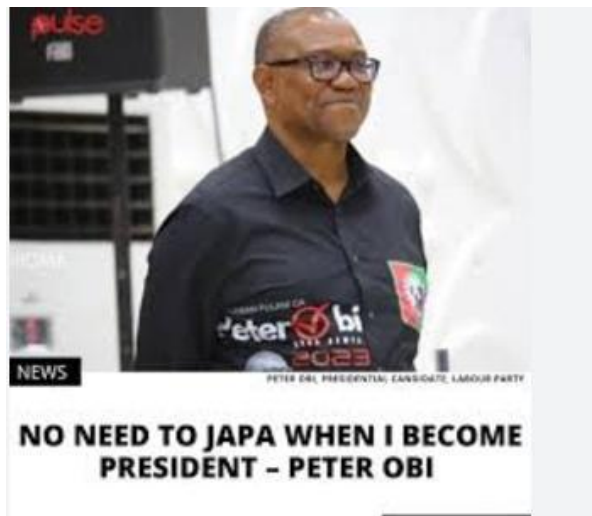 pulse
NEWS
PETER OBI, PRESIDENTIAL CANDIDATE, LABOUR PARTY
Peter Obi
2023
NO NEED TO JAPA WHEN I BECOME
PRESIDENT – PETER OBI